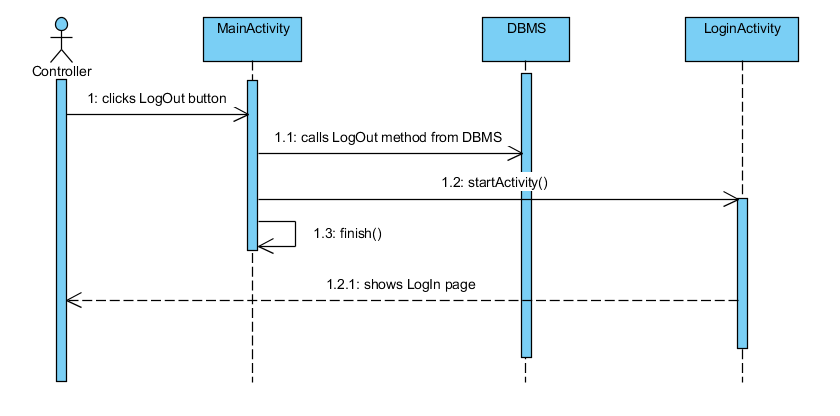 MainActivity
DBMS
LoginActivity
Controller
1: clicks LogOut button
1.1: calls LogOut method from DBMS
1.2: startActivity()
1.3: finish()
1.2.1: shows LogIn page